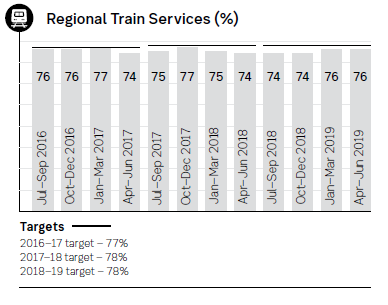 Regional Train Services (%)
76 76 77 74 75 77 75 74 74 74 76 76
Jul–Sep 2016
Oct–Dec 2016
Jan–Mar 2017
Apr–Jun 2017
Jul–Sep 2017
Oct–Dec 2017
Jan–Mar 2018
Apr–Jun 2018
Jul–Sep 2018
Oct–Dec 2018
Jan–Mar 2019
Apr–Jun 2019
Targets
2016–17 target – 77%
2017–18 target – 78%
2018–19 target – 78%